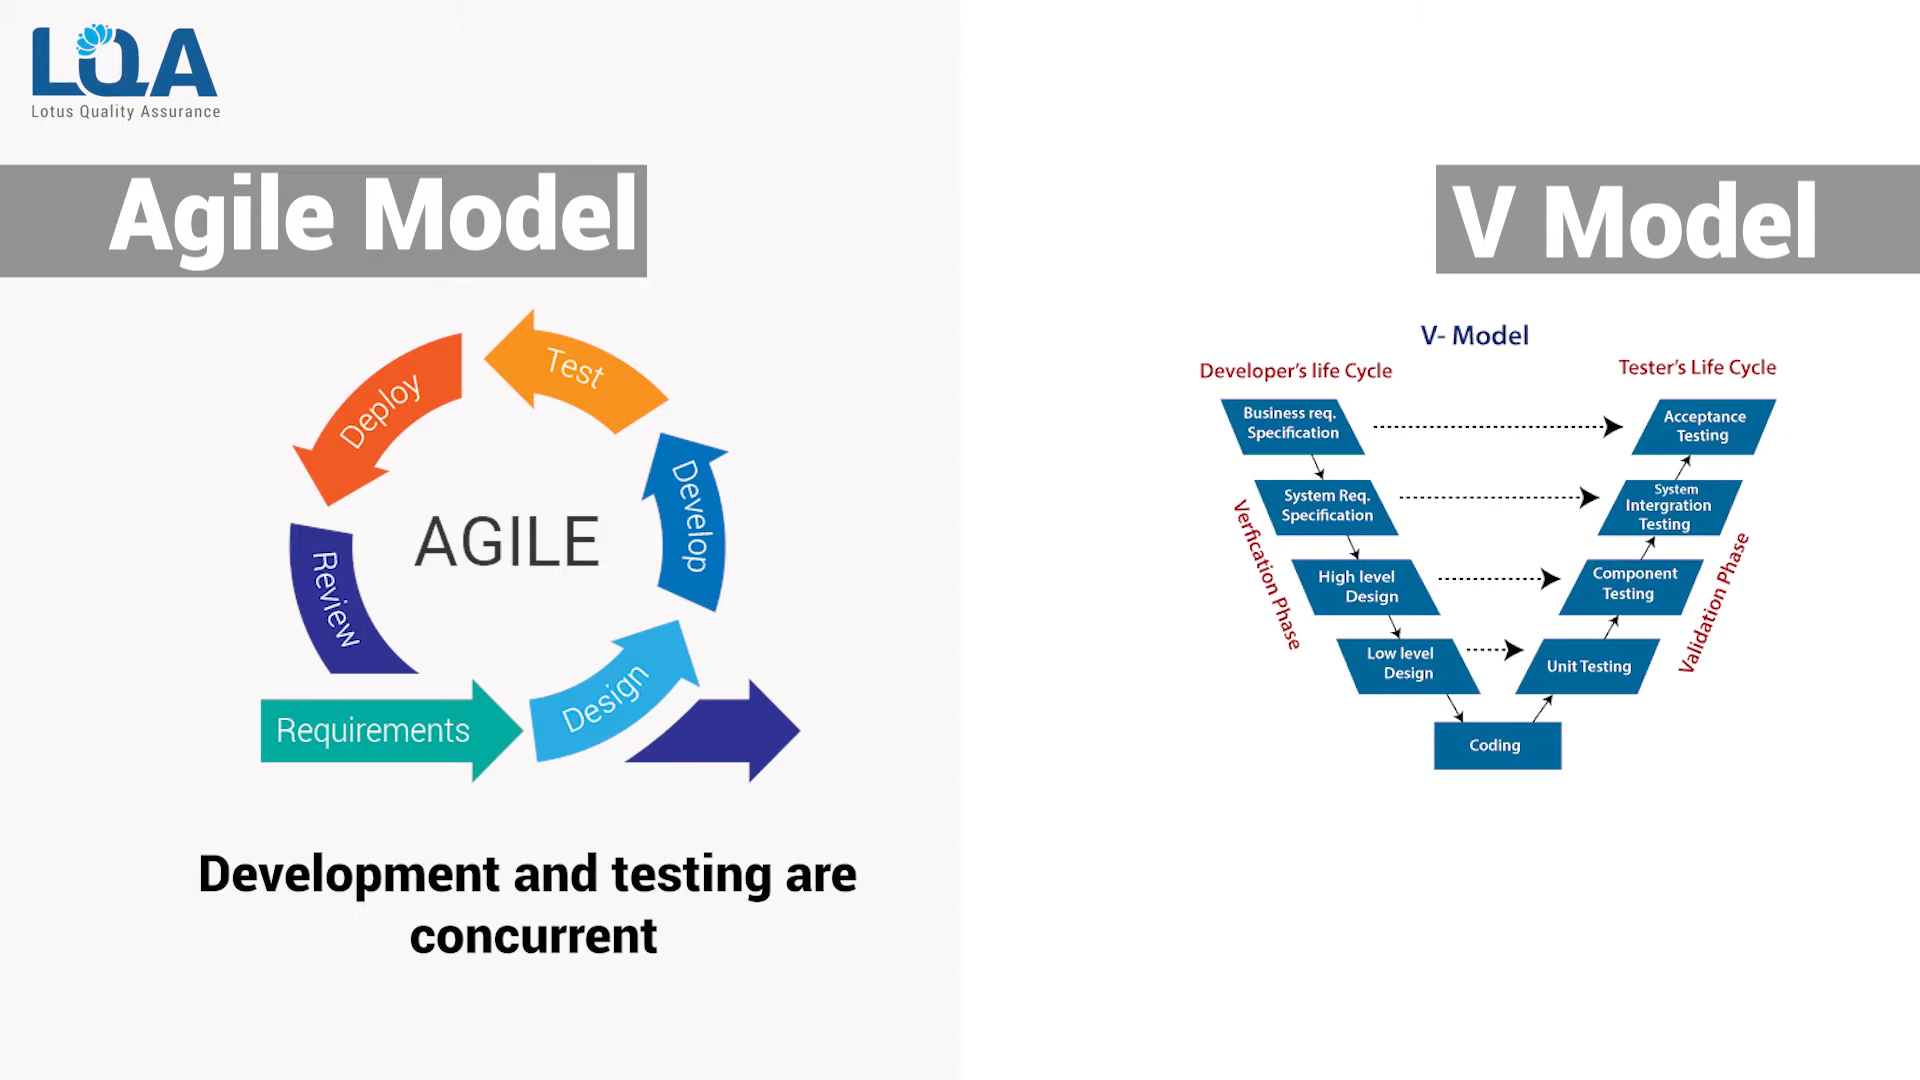 LQA
Lotus Quality Assurance
Agile Model
Test
Deploy
Develop
AGILE
Review
Design
Requirements
Development and testing are
concurrent
V Model
V- Model
Developer's life Cycle
Tester's Life Cycle
Business req.
Specification
Acceptance
Testing
System Req.
Specification
System
Intergration
Testing
Verfication Phase
High level
Design
Component
Testing
Validation Phase
Low level
Design
Unit Testing
Coding